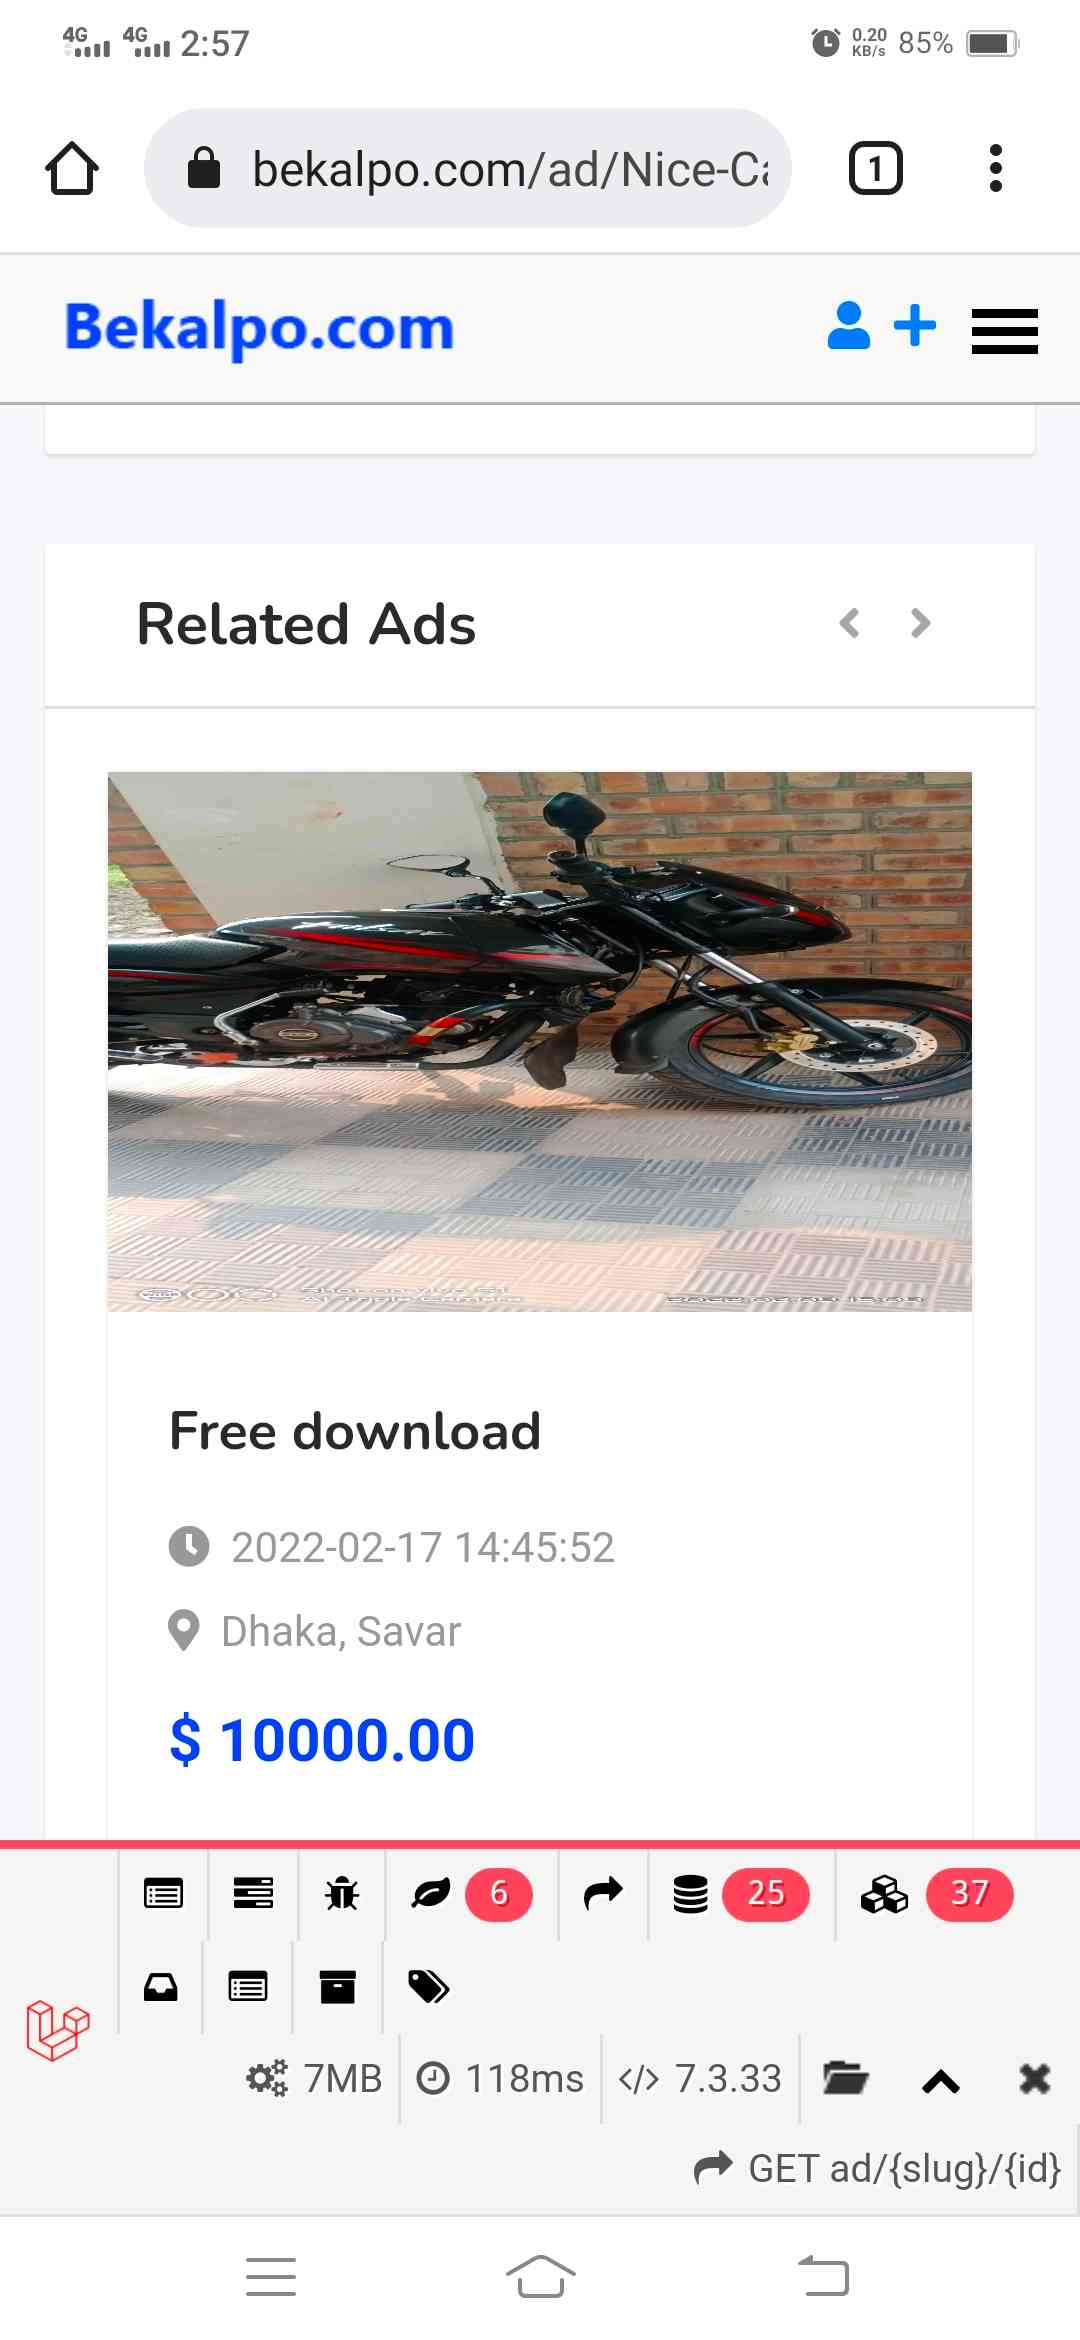 4G 4G 2:57 0.20 KB/s 85%
bekalpo.com/ad/Nice-Ca
1
Bekalpo.com
Related Ads
Free download
2022-02-17 14:45:52
Dhaka, Savar
$ 10000.00
6 25 37
7MB 118ms 7.3.33
GET ad/{slug}/{id}